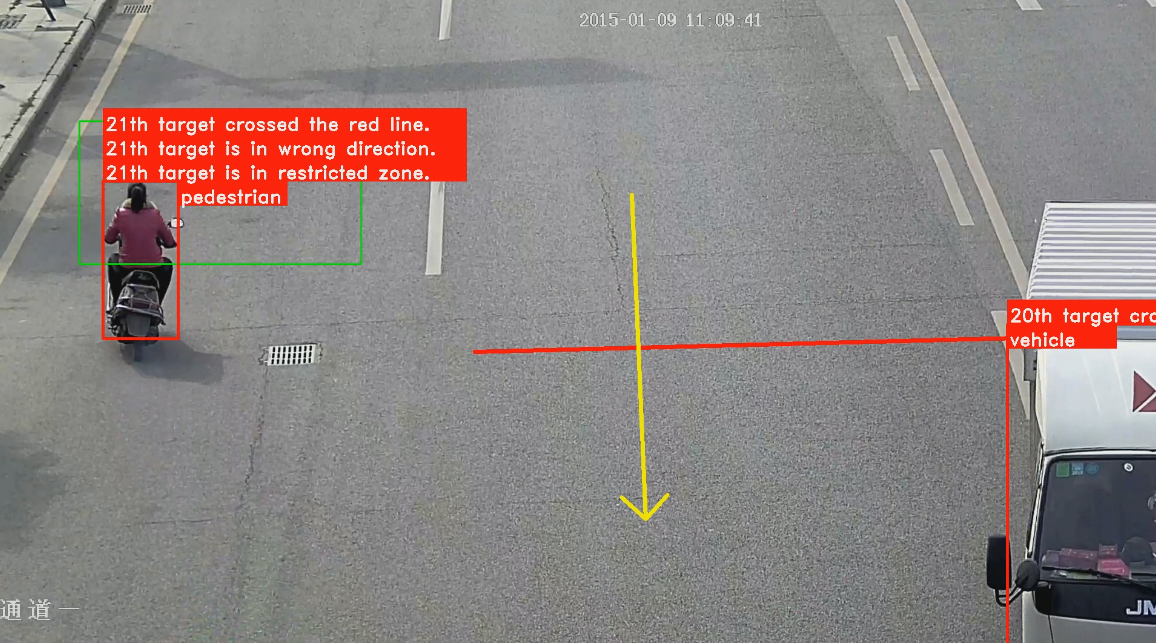 2015-01-09 11:09:41
21th target crossed the red line.
21th target is in wrong direction.
21th target is in restricted zone.
pedestrian
20th target cro
vehicle
JM
通道一